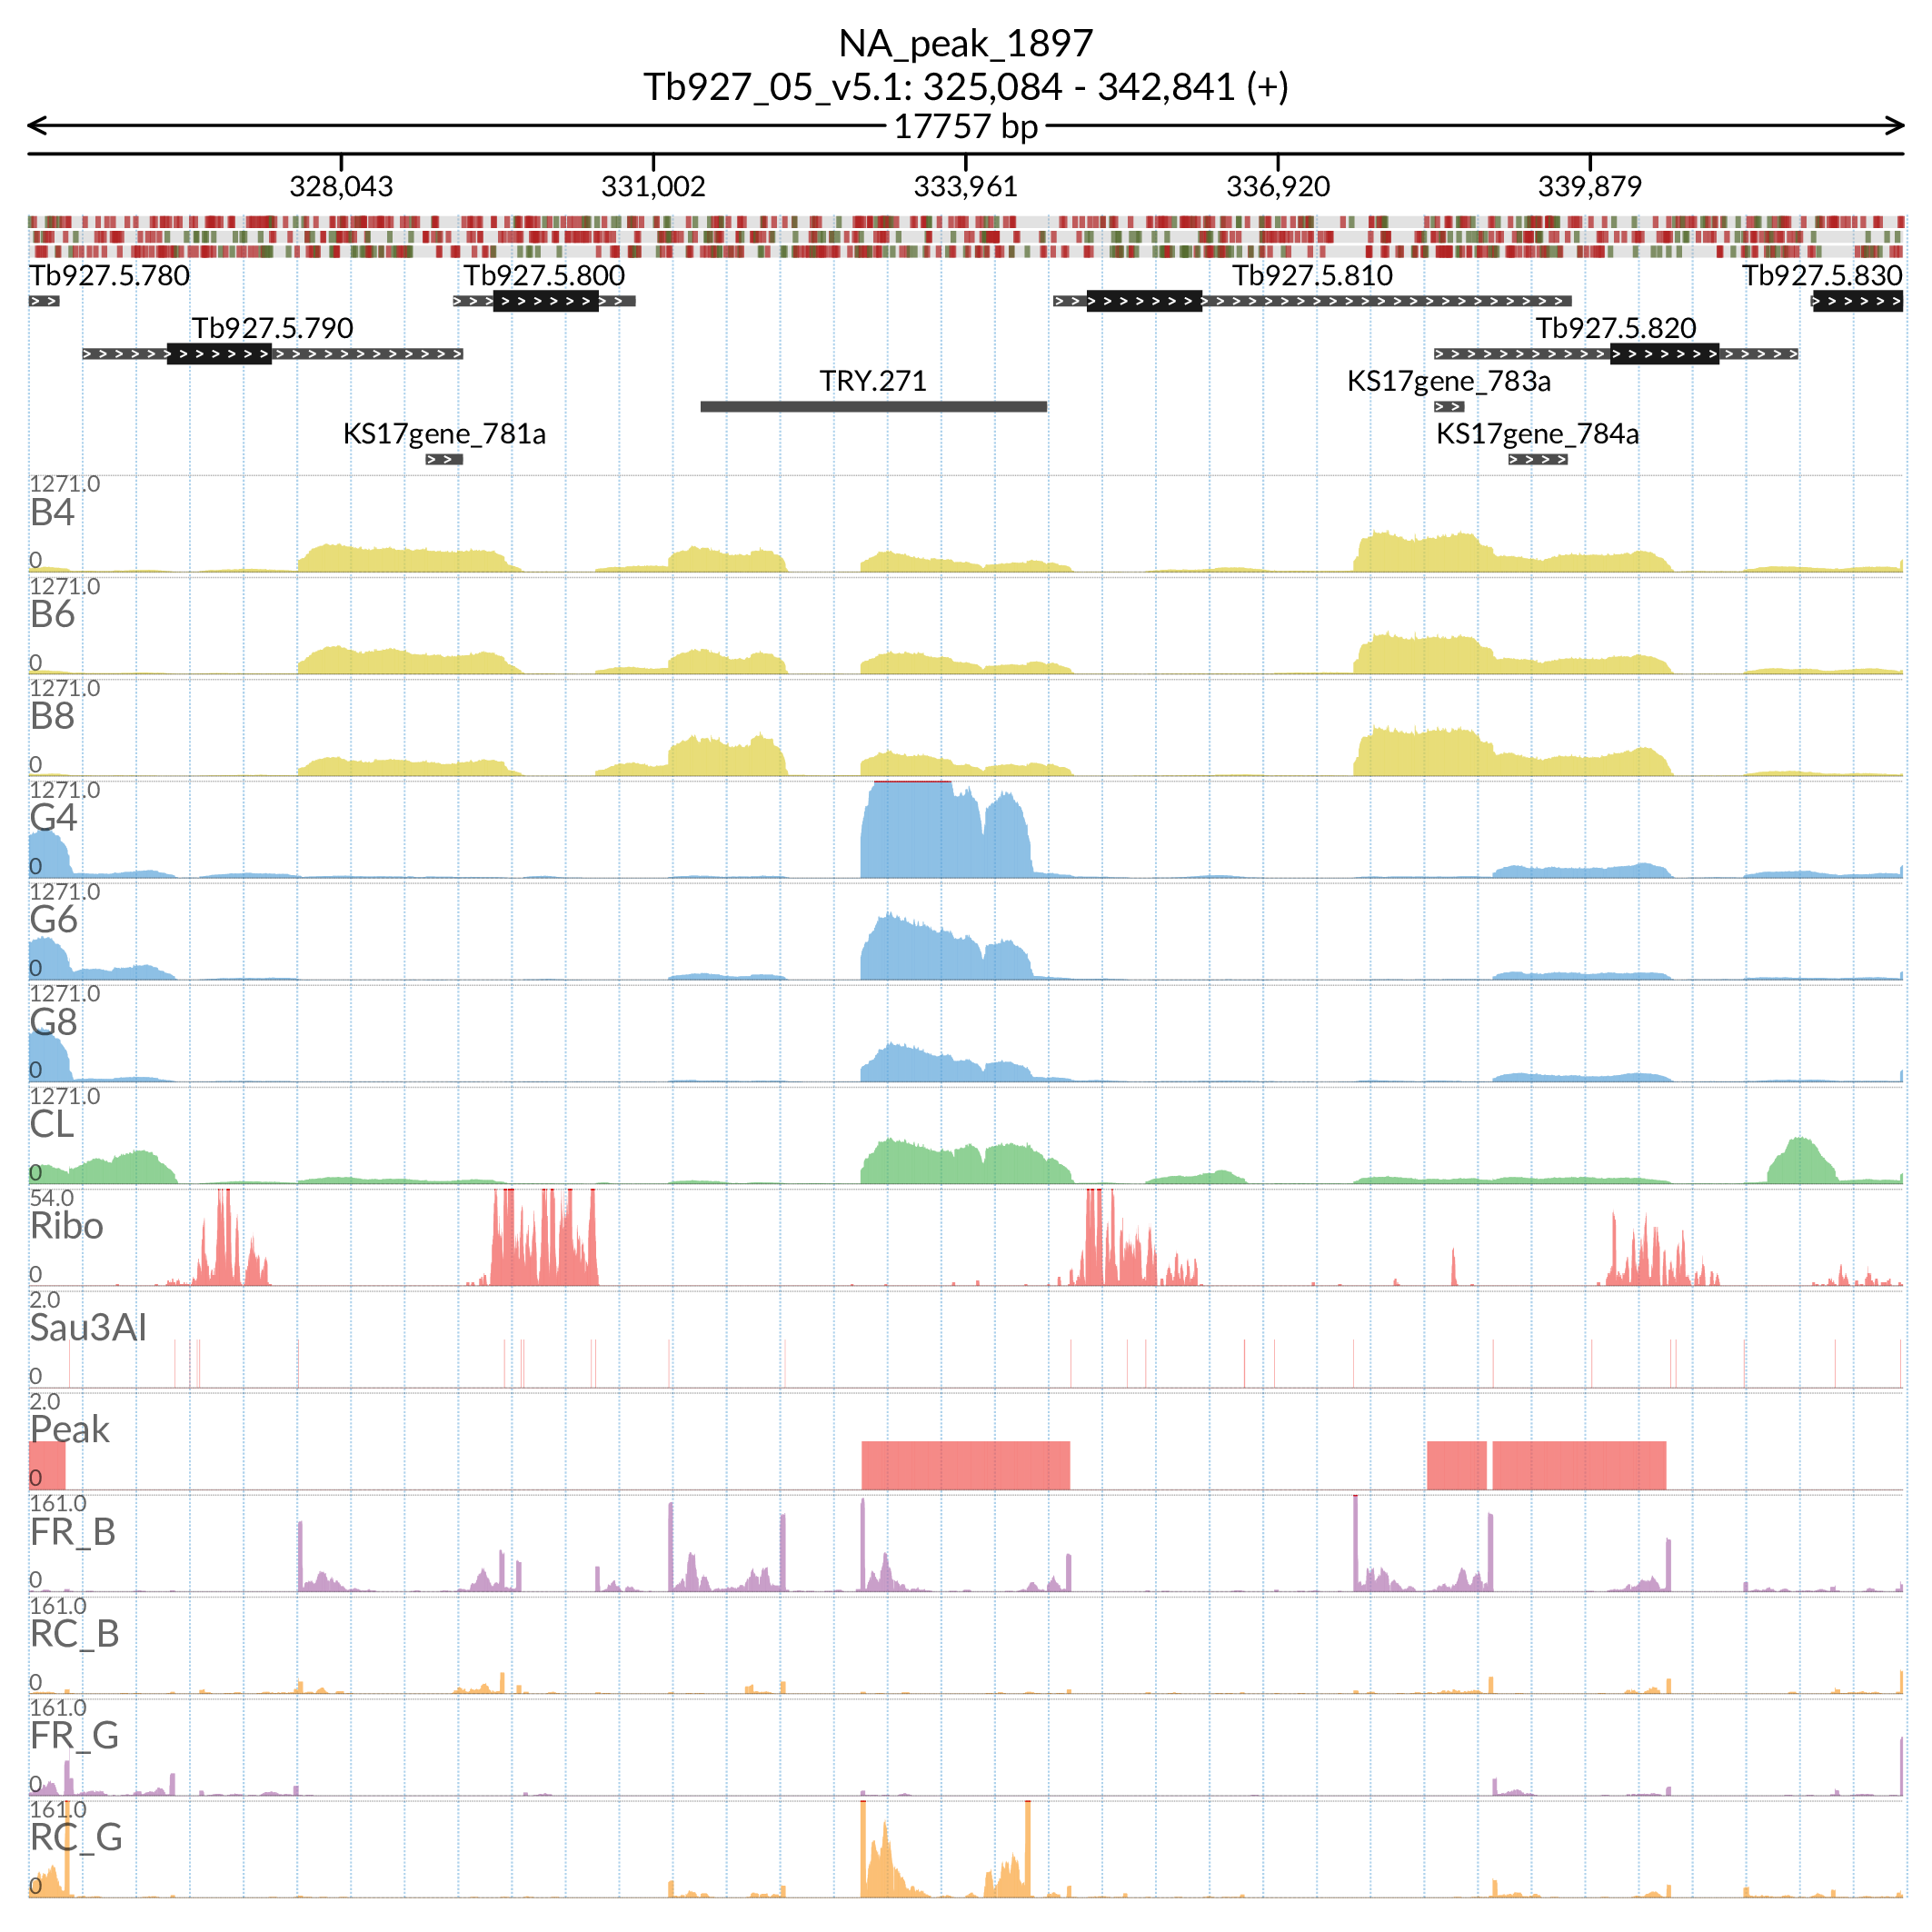 NA_peak_1897
Tb927_05_v5.1: 325,084 - 342,841 (+)
17757 bp
328,043 331,002 333,961 336,920 339,879
Tb927.5.780 Tb927.5.800 Tb927.5.810 Tb927.5.830
Tb927.5.790 Tb927.5.820
TRY.271 KS17gene_783a
KS17gene_781a KS17gene_784a
1271.0
B4
0
1271.0
B6
0
1271.0
B8
0
1271.0
G4
0
1271.0
G6
0
1271.0
G8
0
1271.0
CL
0
54.0
Ribo
0
2.0
Sau3AI
0
2.0
Peak
0
161.0
FR_B
0
161.0
RC_B
0
161.0
FR_G
0
161.0
RC_G
0